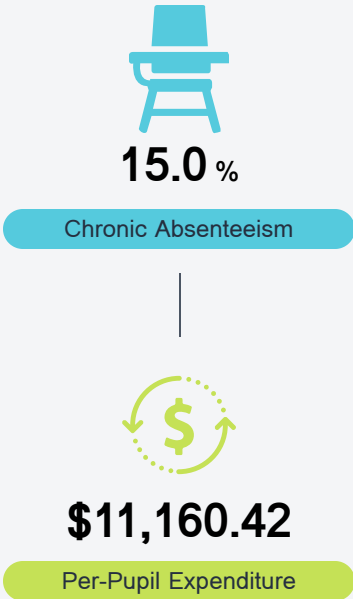 15.0 %
Chronic Absenteeism
$
$11,160.42
Per-Pupil Expenditure